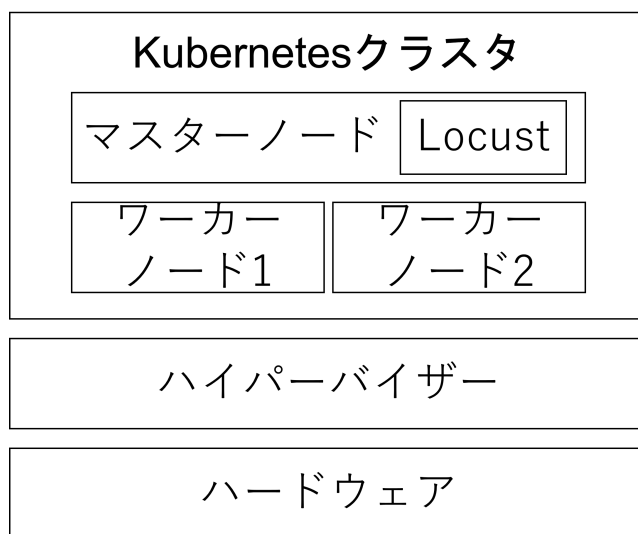 Kubernetesクラスタ
マスターノード
Locust
ワーカー
ノード1
ワーカー
ノード2
ハイパーバイザー
ハードウェア